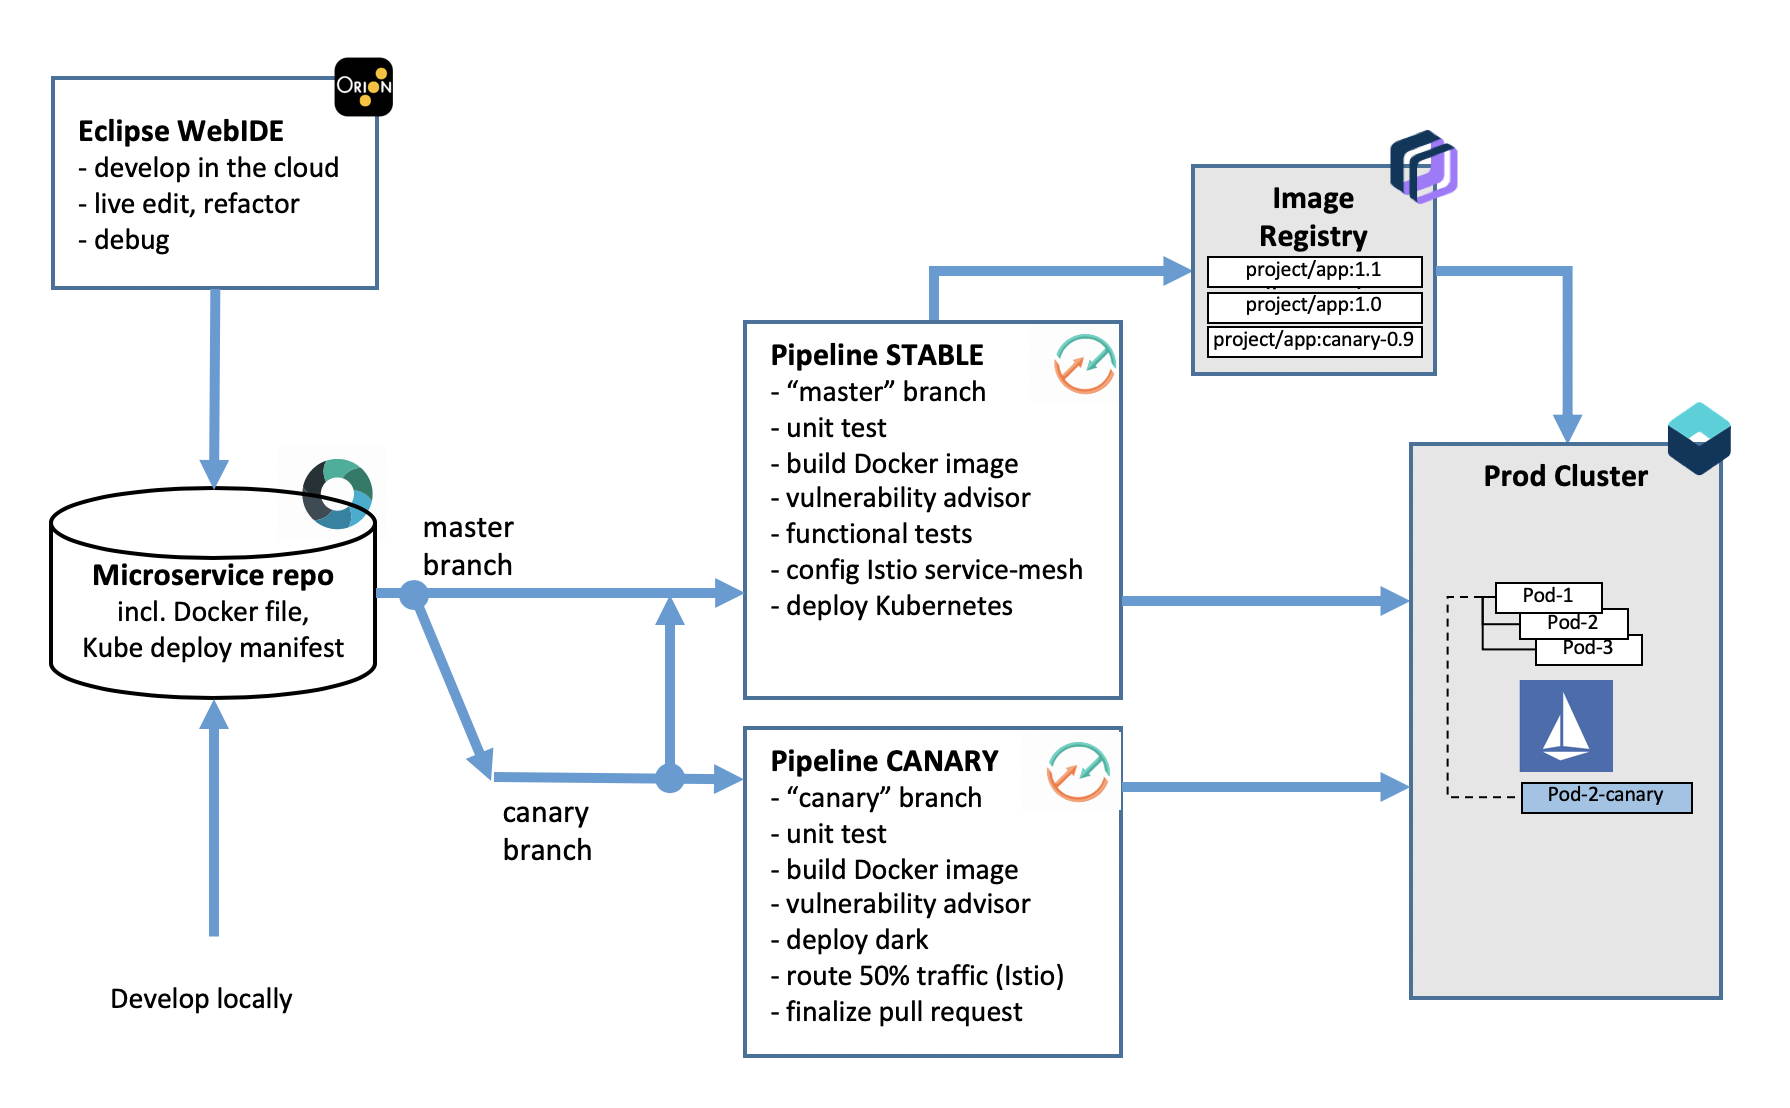 ORION
Eclipse WebIDE
- develop in the cloud
- live edit, refactor
- debug
Microservice repo
incl. Docker file,
Kube deploy manifest
Develop locally
master
branch
canary
branch
Pipeline STABLE
- “master” branch
- unit test
- build Docker image
- vulnerability advisor
- functional tests
- config Istio service-mesh
- deploy Kubernetes
Pipeline CANARY
- “canary” branch
- unit test
- build Docker image
- vulnerability advisor
- deploy dark
- route 50% traffic (Istio)
- finalize pull request
Image
Registry
project/app:1.1
project/app:1.0
project/app:canary-0.9
Prod Cluster
Pod-1
Pod-2
Pod-3
Pod-2-canary